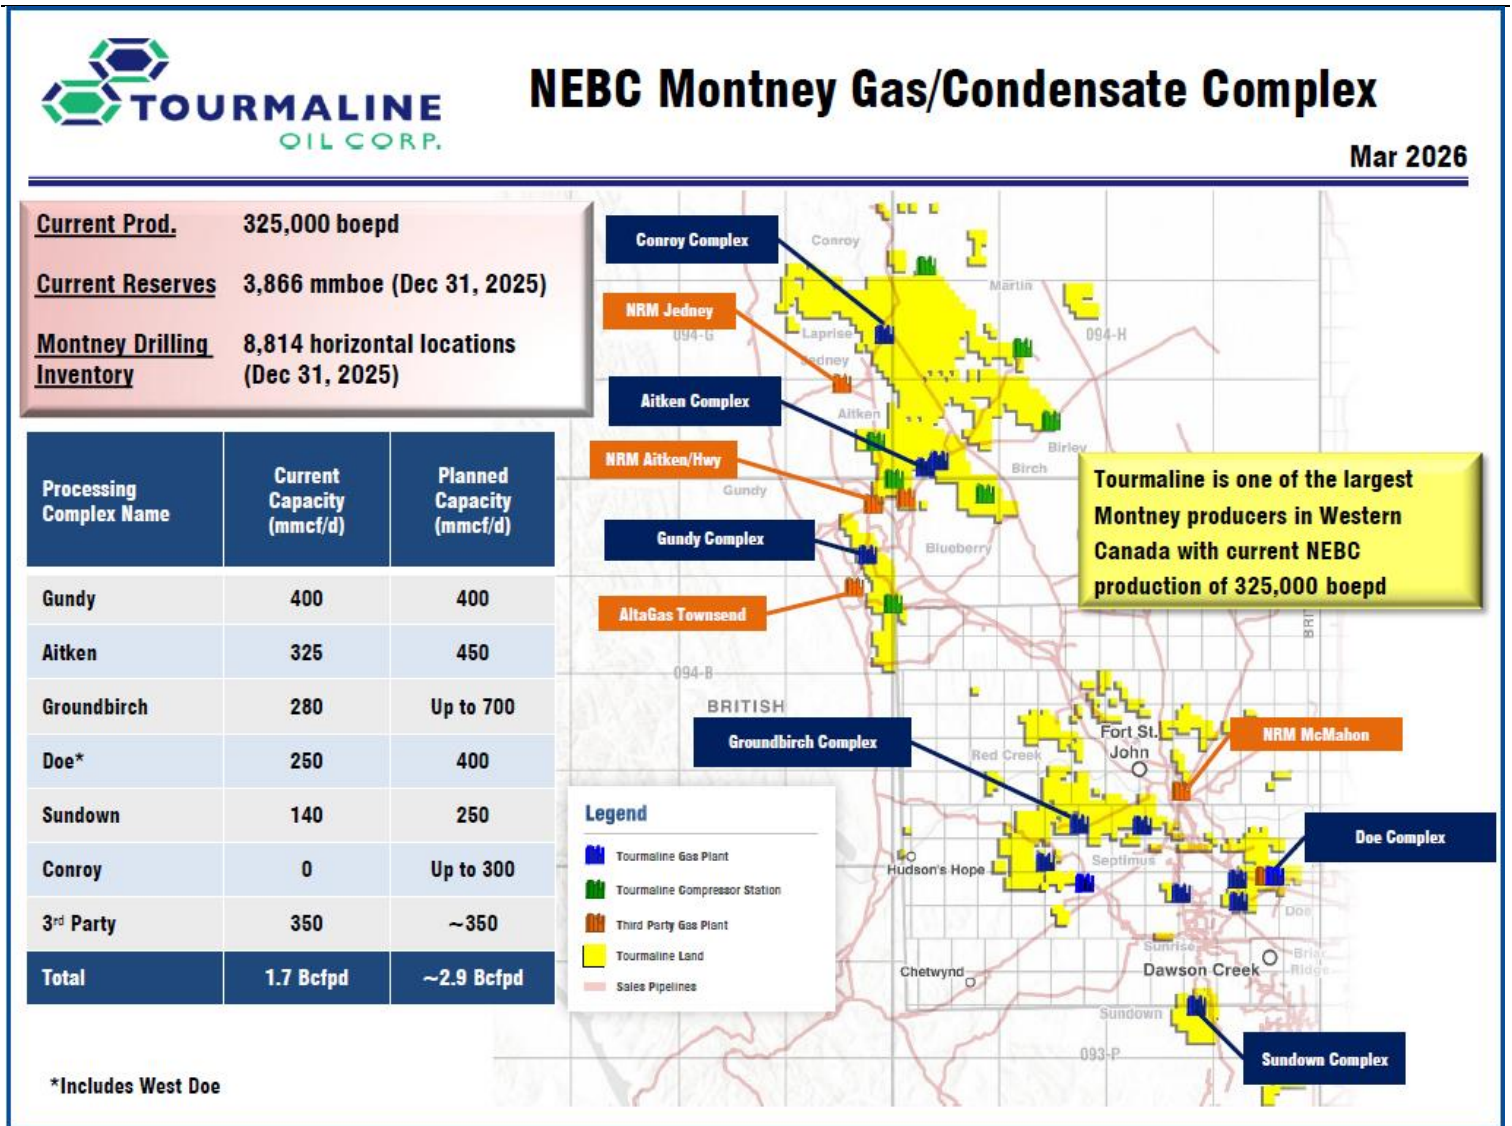 TOURMALINE
OIL CORP.
NEBC Montney Gas/Condensate Complex
Mar 2026
Current Prod. 325,000 boepd
Current Reserves 3,866 mmboe (Dec 31, 2025)
Montney Drilling 8,814 horizontal locations
Inventory (Dec 31, 2025)
Processing Complex Name Current Capacity (mmcf/d) Planned Capacity (mmcf/d)
Gundy 400 400
Aitken 325 450
Groundbirch 280 Up to 700
Doe* 250 400
Sundown 140 250
Conroy 0 Up to 300
3rd Party 350 ~350
Total 1.7 Bcfpd ~2.9 Bcfpd
*Includes West Doe
Conroy Complex
Conroy
Martin
NRM Jedney
094-G
Laprise
094-H
Aitken Complex
Aitken
Birley
NRM Aitken/Hwy
Birch
Gundy
Gundy Complex
Blueberry
AltaGas Townsend
094-B
BRITISH
Groundbirch Complex
Tourmaline is one of the largest
Montney producers in Western
Canada with current NEBC
production of 325,000 boepd
Fort St.
John
Red Creek
NRM McMahon
Doe Complex
Hudson's Hope
Septimus
Doe
Sunrise
Dawson Creek
Chetwynd
Sundown
093-P
Sundown Complex
Legend
Tourmaline Gas Plant
Tourmaline Compressor Station
Third Party Gas Plant
Tourmaline Land
Sales Pipelines